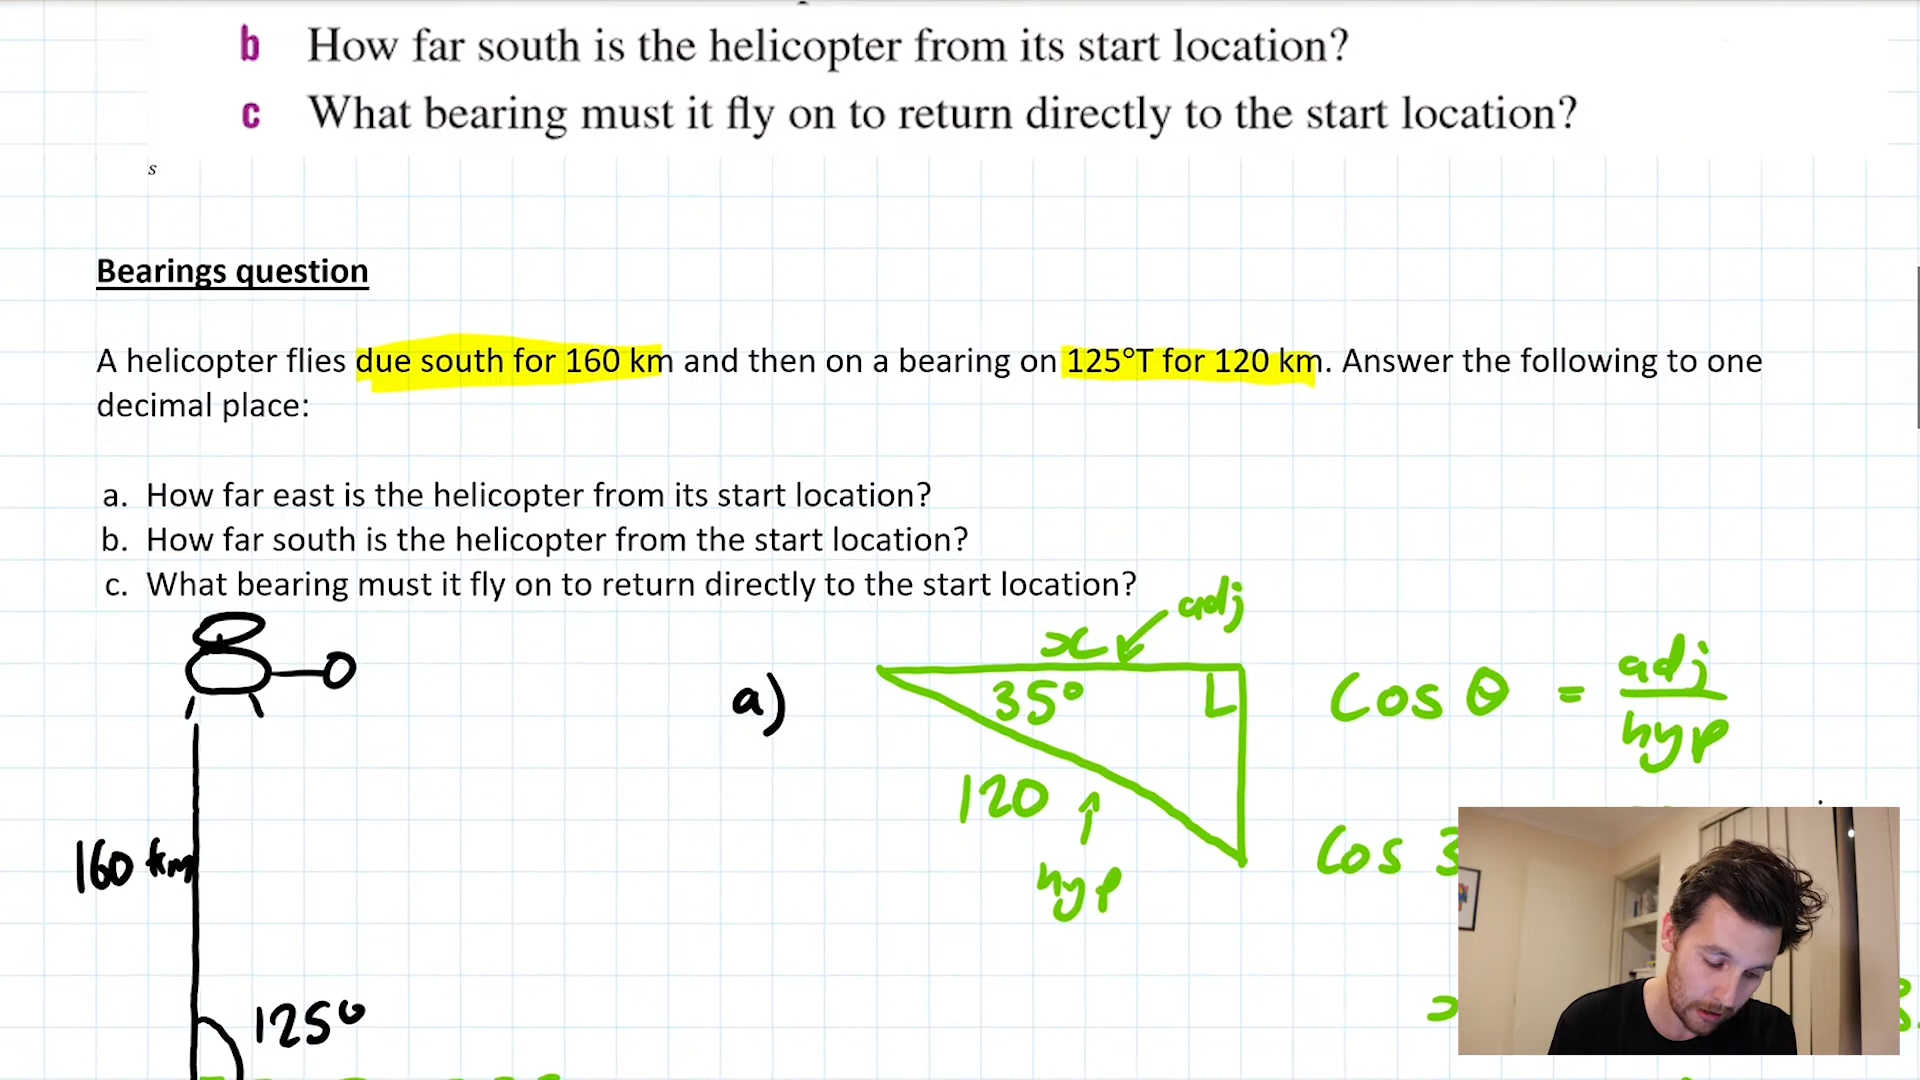 b How far south is the helicopter from its start location?
c What bearing must it fly on to return directly to the start location?
s
Bearings question
A helicopter flies due south for 160 km and then on a bearing on 125°T for 120 km. Answer the following to one
decimal place:
a. How far east is the helicopter from its start location?
b. How far south is the helicopter from the start location?
c. What bearing must it fly on to return directly to the start location?
a)
adj
x
35°
120
hyp
cos θ = adj
hyp
cos 3
x
160 km
125°